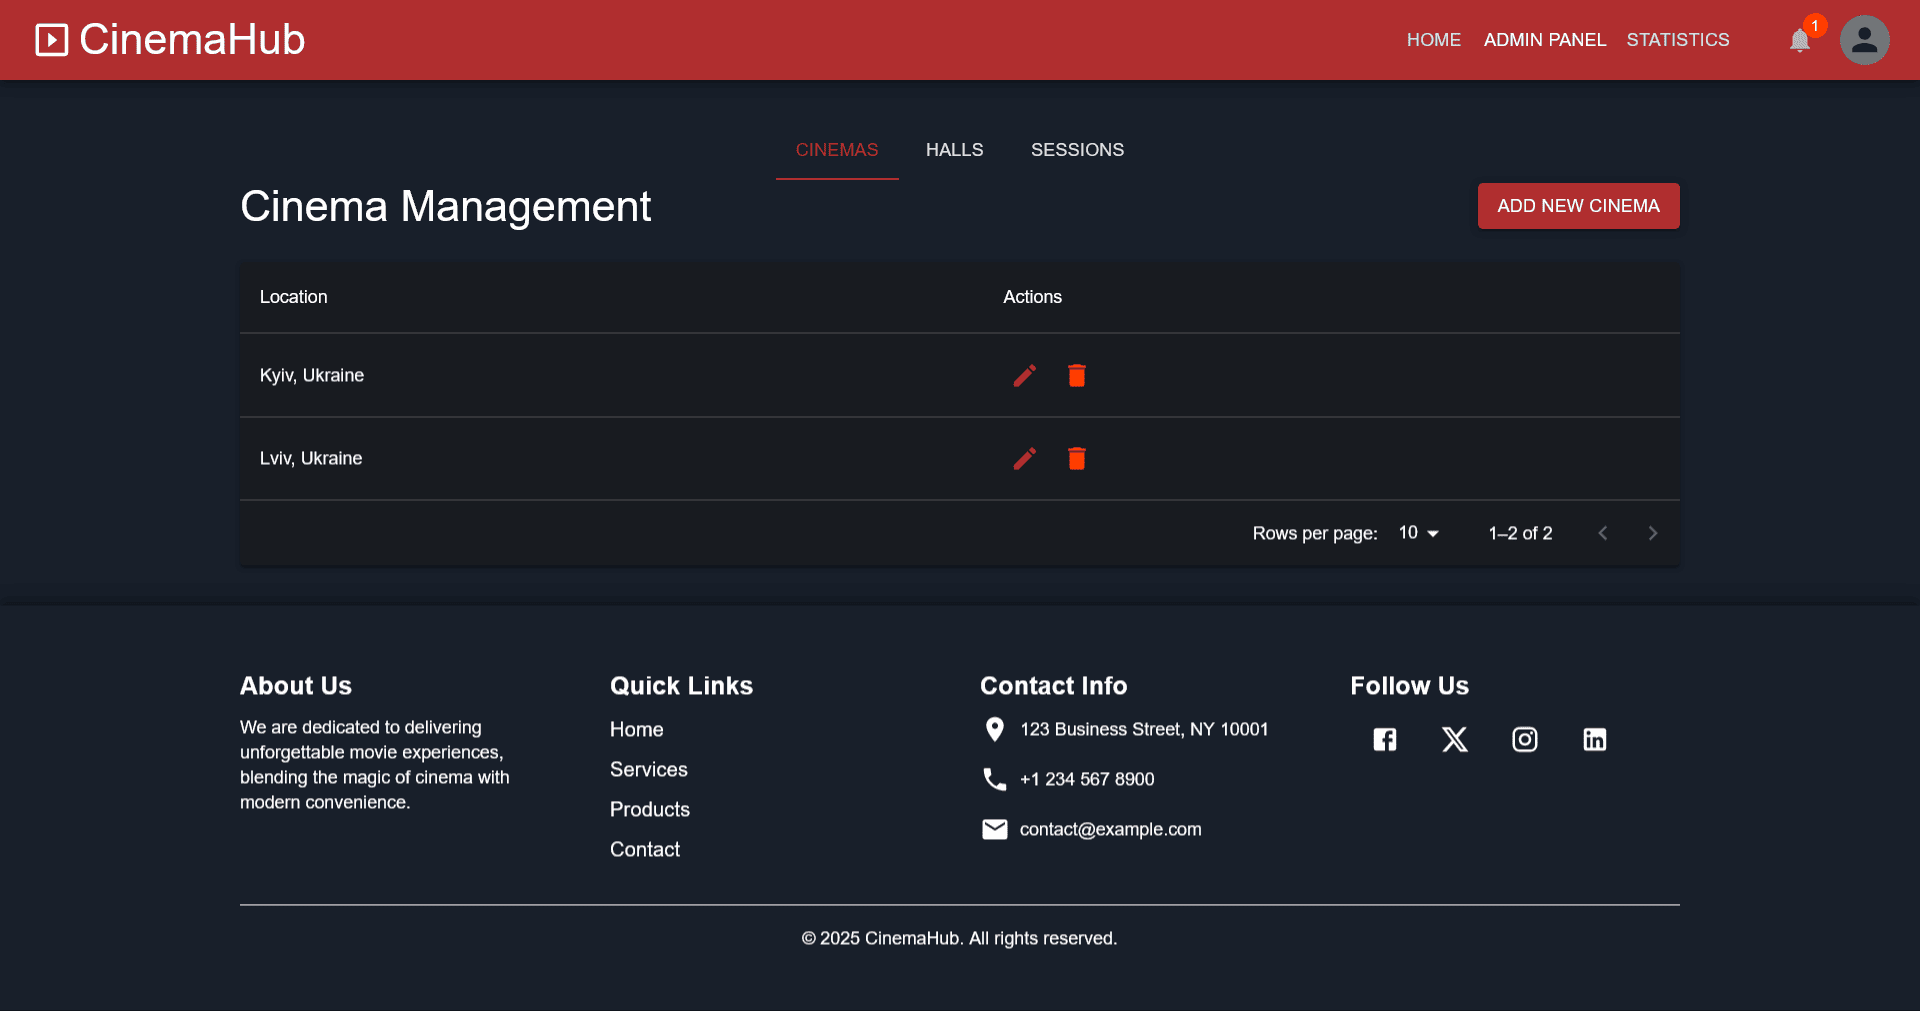 CinemaHub
HOME ADMIN PANEL STATISTICS 1
CINEMAS HALLS SESSIONS
Cinema Management
ADD NEW CINEMA
Location Actions
Kyiv, Ukraine
Lviv, Ukraine
Rows per page: 10 1–2 of 2
About Us
We are dedicated to delivering
unforgettable movie experiences,
blending the magic of cinema with
modern convenience.
Quick Links
Home
Services
Products
Contact
Contact Info
123 Business Street, NY 10001
+1 234 567 8900
contact@example.com
Follow Us
© 2025 CinemaHub. All rights reserved.